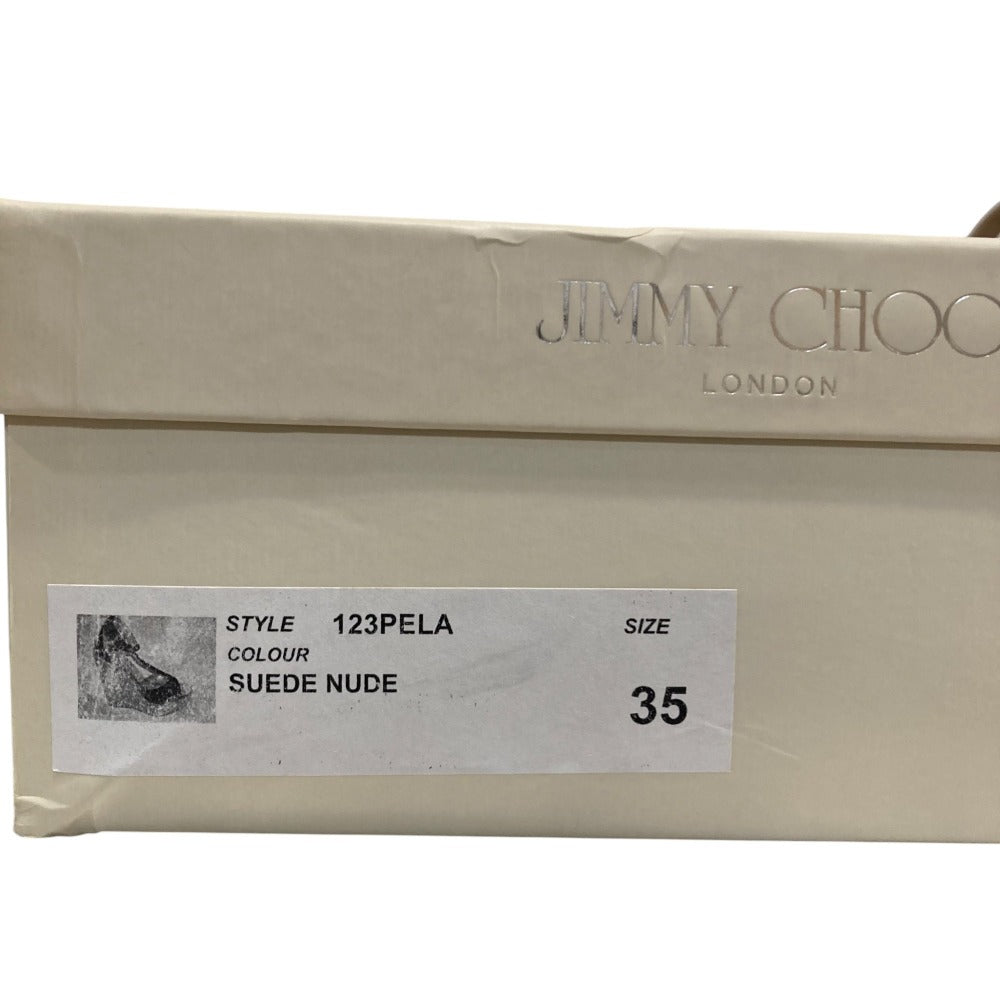 JIMMY CHOO
LONDON
STYLE 123PELA SIZE
COLOUR
SUEDE NUDE
35